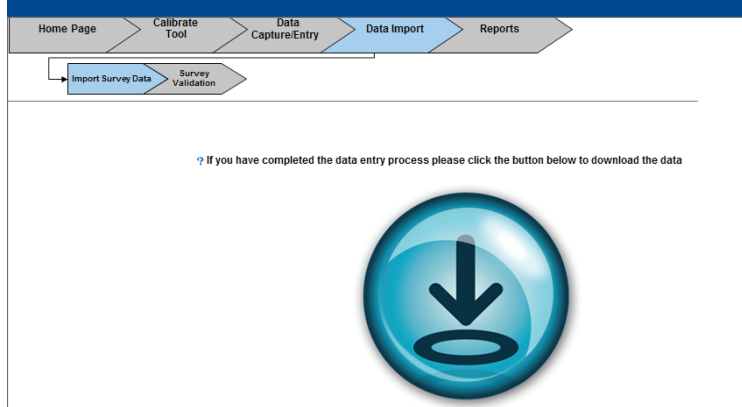 Home Page
Calibrate
Tool
Data
Capture/Entry
Data Import
Reports
Import Survey Data
Survey
Validation
? If you have completed the data entry process please click the button below to download the data